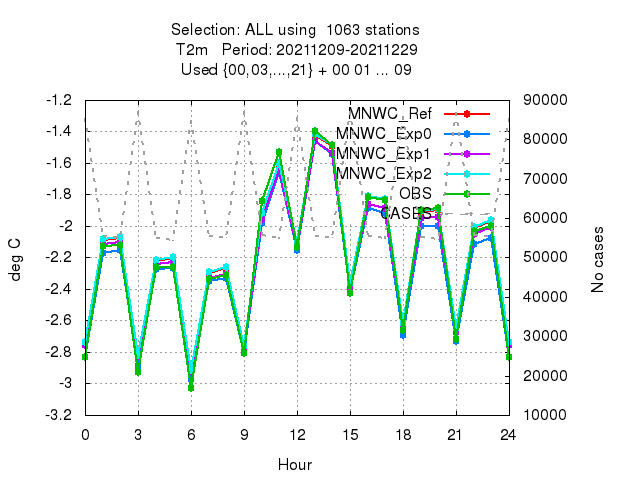 Selection: ALL using  1063 stations
T2m   Period: 20211209-20211229
Used {00,03,...,21} + 00 01 ... 09
-1.2
-1.4
-1.6
-1.8
-2
-2.2
-2.4
-2.6
-2.8
-3
-3.2
deg C
90000
80000
70000
60000
50000
40000
30000
20000
10000
No cases
MNWC_Ref
MNWC_Exp0
MNWC_Exp1
MNWC_Exp2
OBS
CASES
0 3 6 9 12 15 18 21 24
Hour